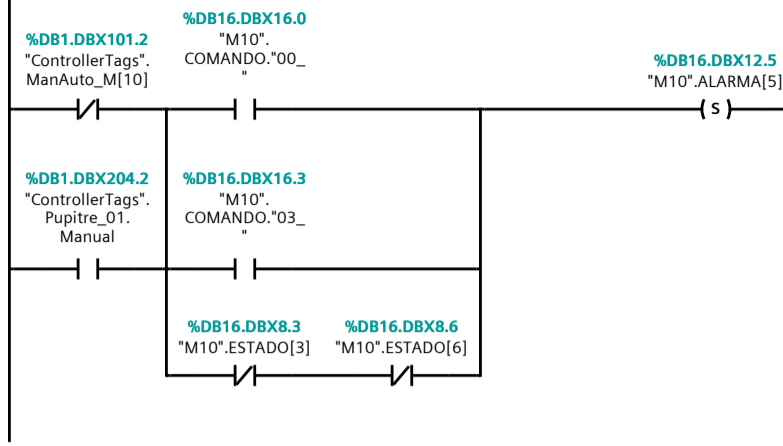 %DB16.DBX16.0
"M10".
COMANDO."00_
"
%DB1.DBX101.2
"ControllerTags".
ManAuto_M[10]
%DB16.DBX12.5
"M10".ALARMA[5]
S
%DB1.DBX204.2
"ControllerTags".
Pupitre_01.
Manual
%DB16.DBX16.3
"M10".
COMANDO."03_
"
%DB16.DBX8.3
"M10".ESTADO[3]
%DB16.DBX8.6
"M10".ESTADO[6]